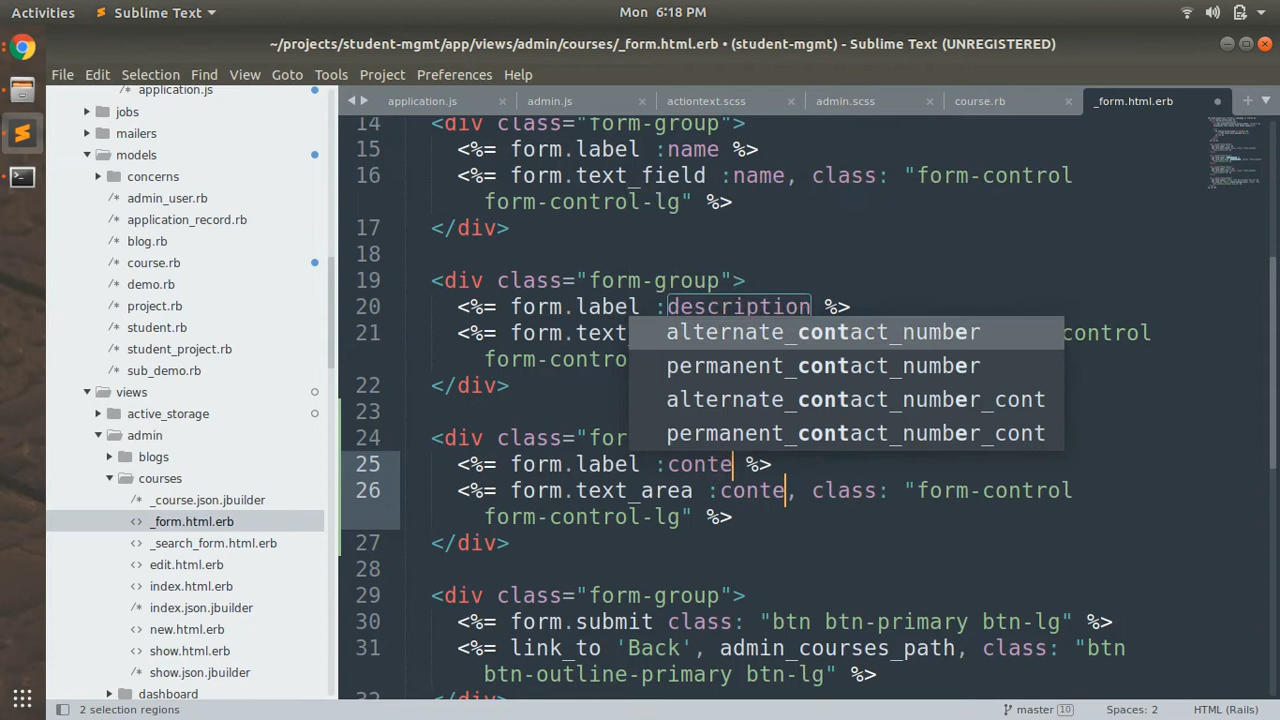 Activities Sublime Text Mon 6:18 PM
~/projects/student-mgmt/app/views/admin/courses/_form.html.erb • (student-mgmt) - Sublime Text (UNREGISTERED)
File Edit Selection Find View Goto Tools Project Preferences Help
application.js
jobs
mailers
models
concerns
admin_user.rb
application_record.rb
blog.rb
course.rb
demo.rb
project.rb
student.rb
student_project.rb
sub_demo.rb
views
active_storage
admin
blogs
courses
_course.json.jbuilder
_form.html.erb
_search_form.html.erb
edit.html.erb
index.html.erb
index.json.jbuilder
new.html.erb
show.html.erb
show.json.jbuilder
dashboard
application.js admin.js actiontext.scss admin.scss course.rb _form.html.erb
14 <div class="form-group">
15 <%= form.label :name %>
16 <%= form.text_field :name, class: "form-control
form-control-lg" %>
17 </div>
18
19 <div class="form-group">
20 <%= form.label :description %>
21 <%= form.text control
form-contro
22 </div>
23
24 <div class="for
alternate_contact_number
permanent_contact_number
alternate_contact_number_cont
permanent_contact_number_cont
25 <%= form.label :conte %>
26 <%= form.text_area :conte, class: "form-control
form-control-lg" %>
27 </div>
28
29 <div class="form-group">
30 <%= form.submit class: "btn btn-primary btn-lg" %>
31 <%= link_to 'Back', admin_courses_path, class: "btn
btn-outline-primary btn-lg" %>
32 </div>
2 selection regions master 10 Spaces: 2 HTML (Rails)